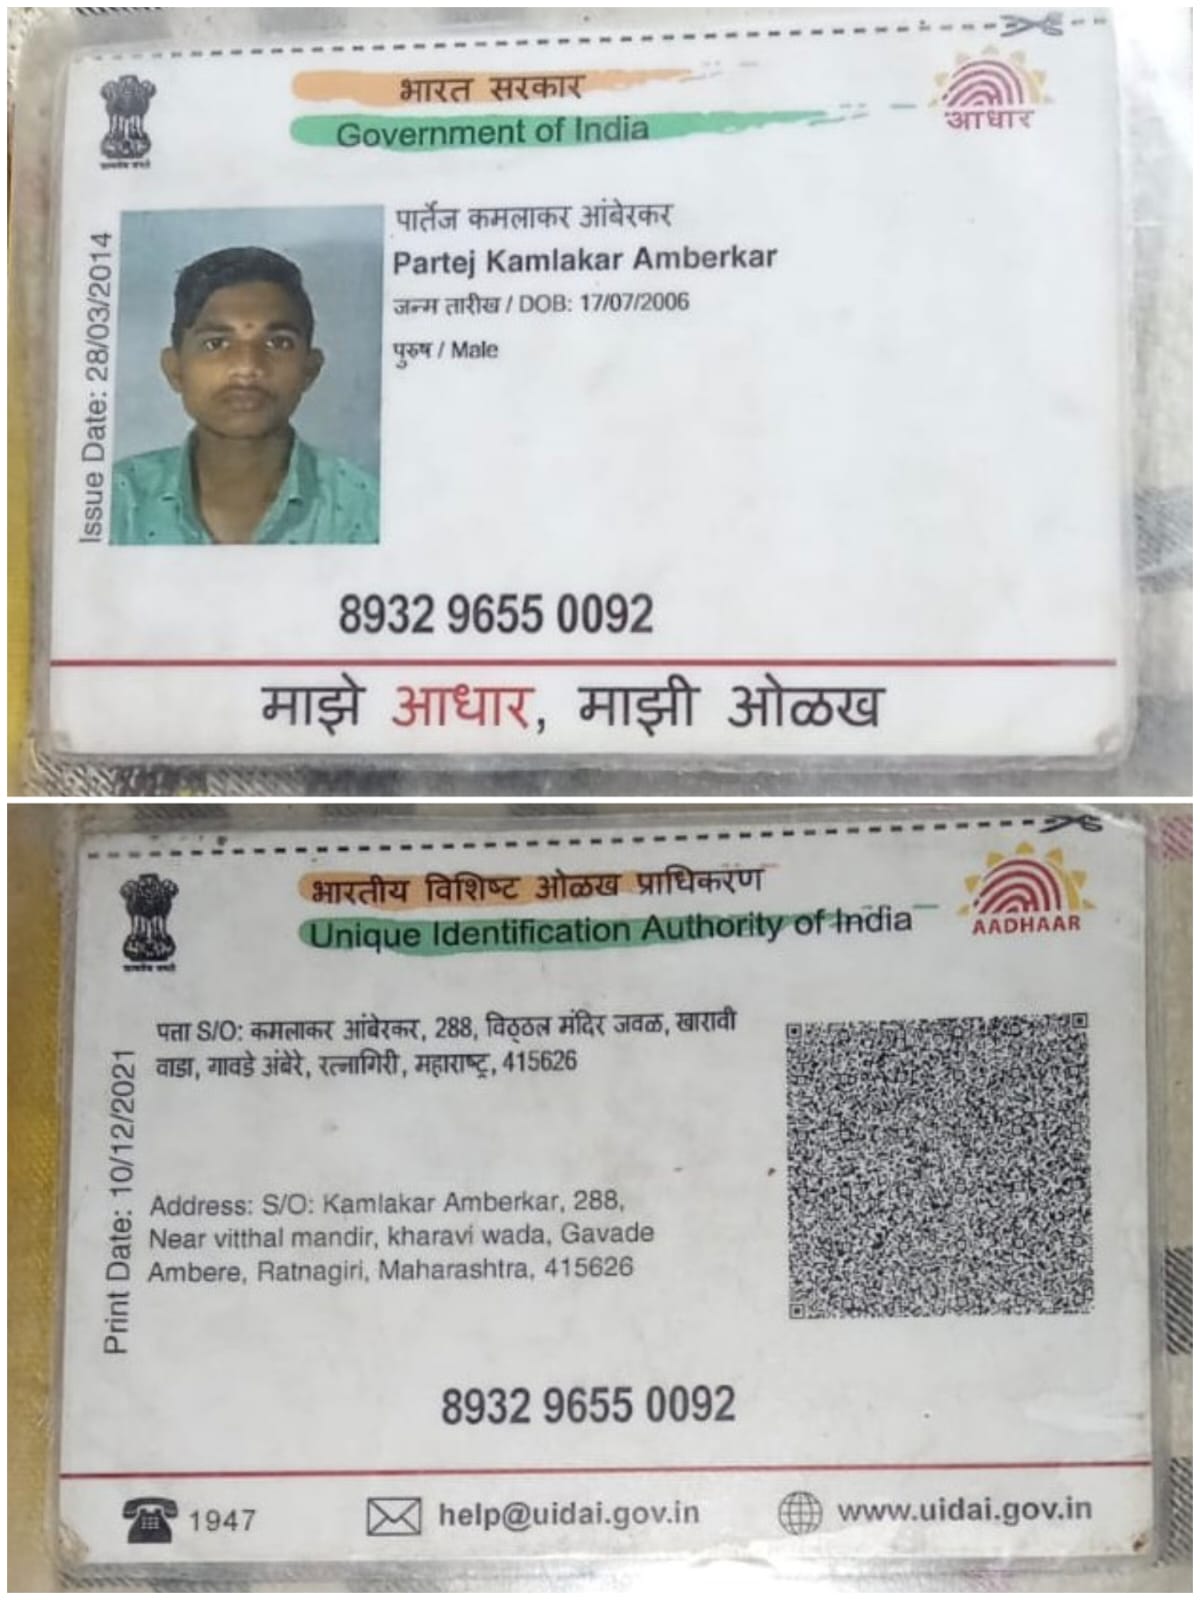 भारत सरकार
Government of India
आधार
Issue Date: 28/03/2014
पार्तेज कमलाकर आंबेरकर
Partej Kamlakar Amberkar
जन्म तारीख / DOB: 17/07/2006
पुरुष / Male
8932 9655 0092
माझे आधार, माझी ओळख
भारतीय विशिष्ट ओळख प्राधिकरण
Unique Identification Authority of India
AADHAAR
Print Date: 10/12/2021
पत्ता S/O: कमलाकर आंबेरकर, 288, विठ्ठल मंदिर जवळ, खारावी
वाडा, गावडे अंबेरे, रत्नागिरी, महाराष्ट्र, 415626
Address: S/O: Kamlakar Amberkar, 288,
Near vitthal mandir, kharavi wada, Gavade
Ambere, Ratnagiri, Maharashtra, 415626
8932 9655 0092
1947
help@uidai.gov.in
www.uidai.gov.in